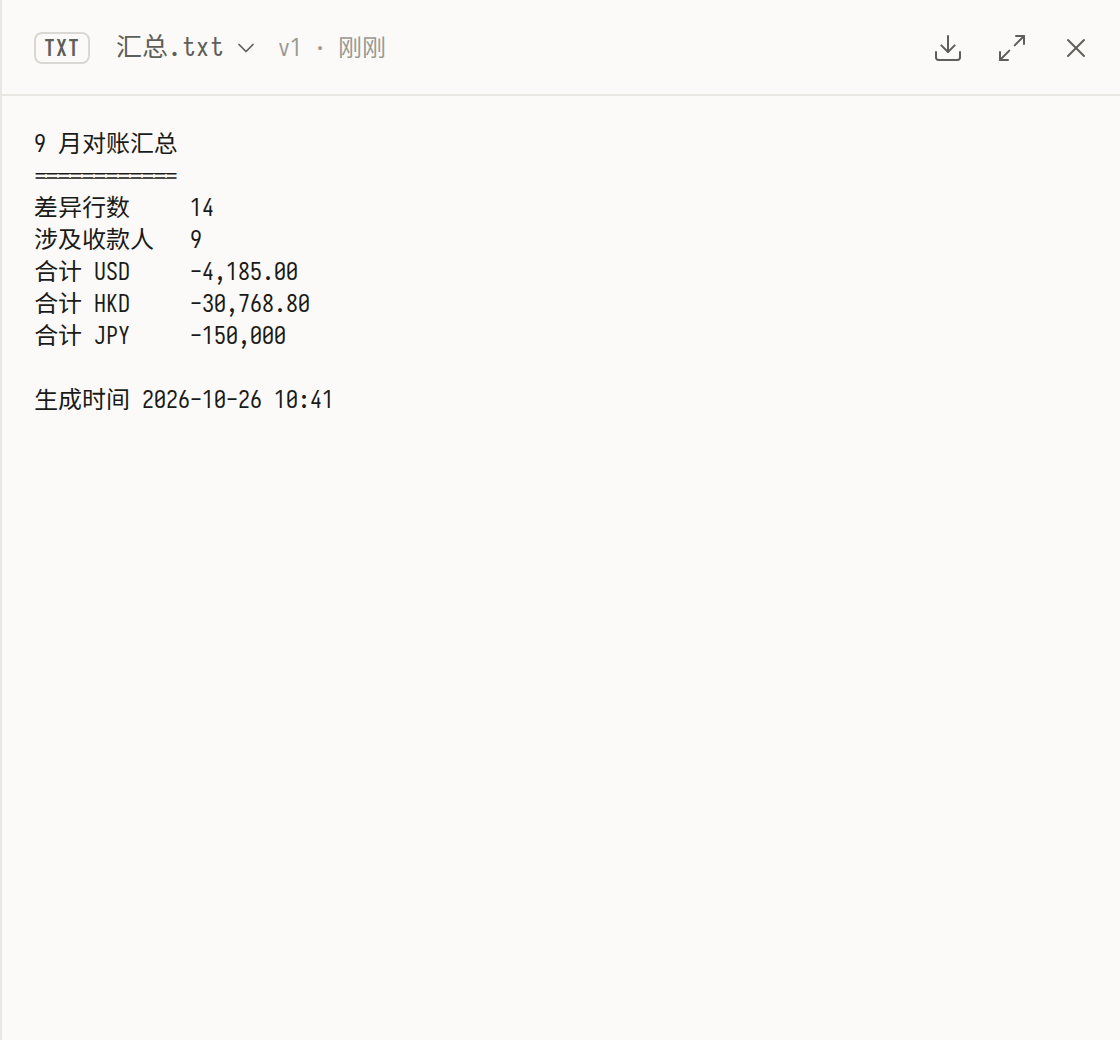 TXT 汇总.txt v1 · 刚刚
9 月对账汇总
============
差异行数 14
涉及收款人 9
合计 USD -4,185.00
合计 HKD -30,768.80
合计 JPY -150,000
生成时间 2026-10-26 10:41